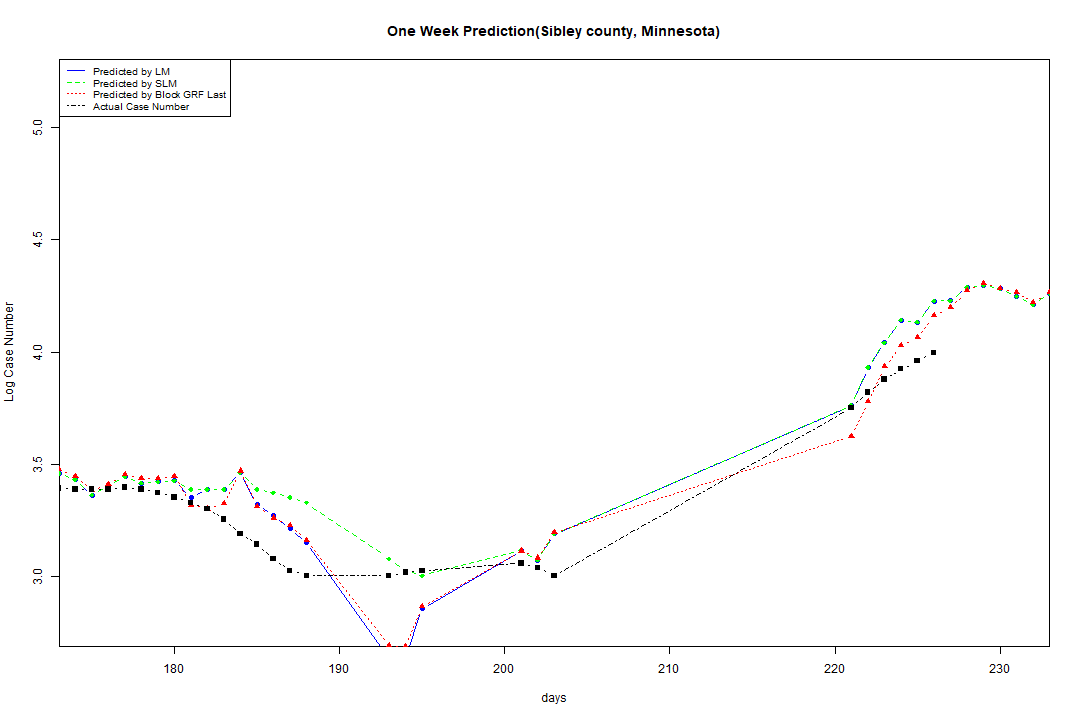 One Week Prediction(Sibley county, Minnesota)
Predicted by LM
Predicted by SLM
Predicted by Block GRF Last
Actual Case Number
5.0
4.5
4.0
3.5
3.0
Log Case Number
180 190 200 210 220 230
days